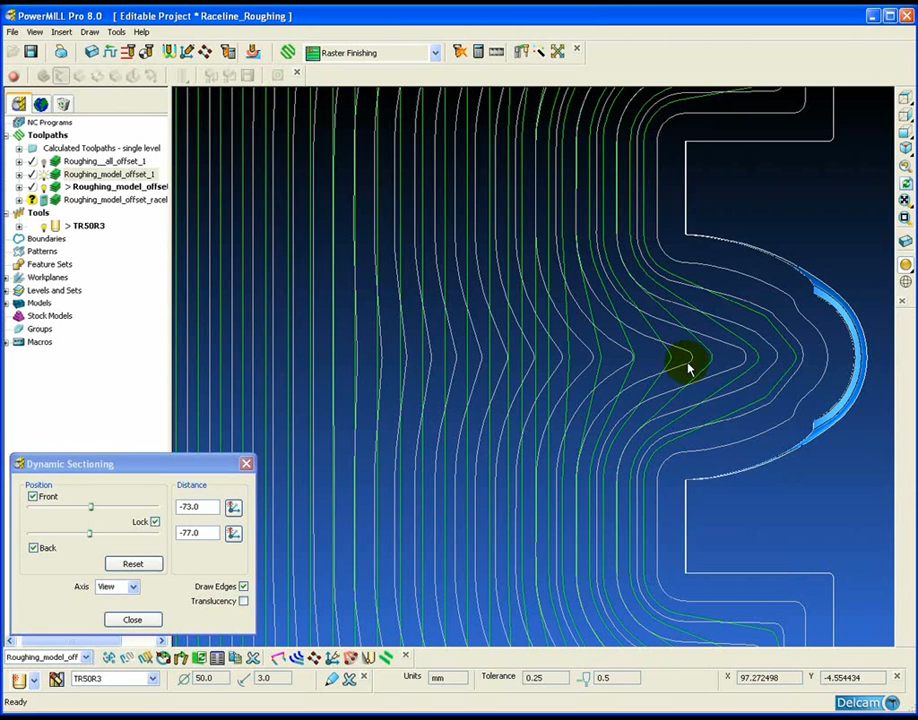 PowerMILL Pro 8.0 [ Editable Project * Raceline_Roughing ]
File View Insert Draw Tools Help
Raster Finishing
NC Programs
Toolpaths
Calculated Toolpaths - single level
Roughing__all_offset_1
Roughing_model_offset_1
> Roughing_model_offset
Roughing_model_offset_racel
Tools
> TR50R3
Boundaries
Patterns
Feature Sets
Workplanes
Levels and Sets
Models
Stock Models
Groups
Macros
Dynamic Sectioning
Position
Distance
Front
-73.0
Lock
-77.0
Back
Reset
Axis View
Draw Edges
Translucency
Close
Roughing_model_off
TR50R3
50.0
3.0
Units mm
Tolerance 0.25
0.5
X 97.272498
Y -4.554434
Ready
Delcam